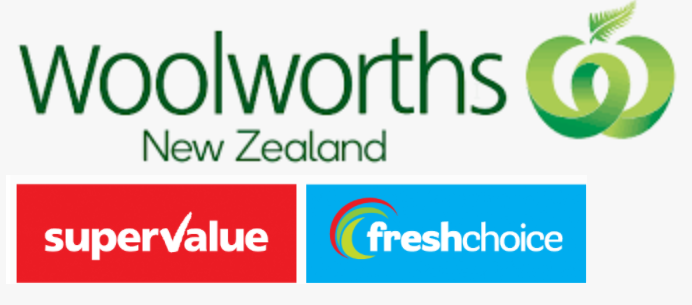 Woolworths
New Zealand
supervalue
freshchoice